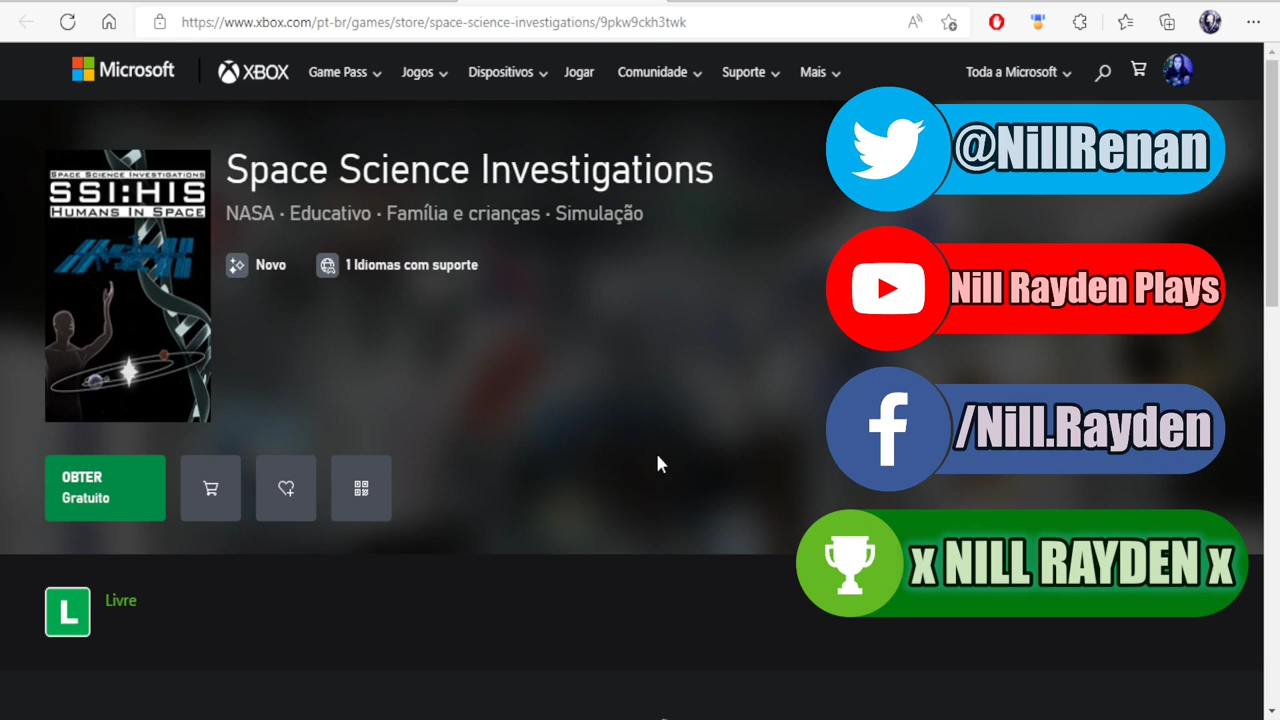 https://www.xbox.com/pt-br/games/store/space-science-investigations/9pkw9ckh3twk
Microsoft
XBOX
Game Pass
Jogos
Dispositivos
Jogar
Comunidade
Suporte
Mais
Toda a Microsoft
Space Science Investigations
SSI:HIS
Humans In Space
Space Science Investigations
NASA · Educativo · Família e crianças · Simulação
Novo
1 Idiomas com suporte
OBTER
Gratuito
L
Livre
@NillRenan
Nill Rayden Plays
/Nill.Rayden
x NILL RAYDEN x